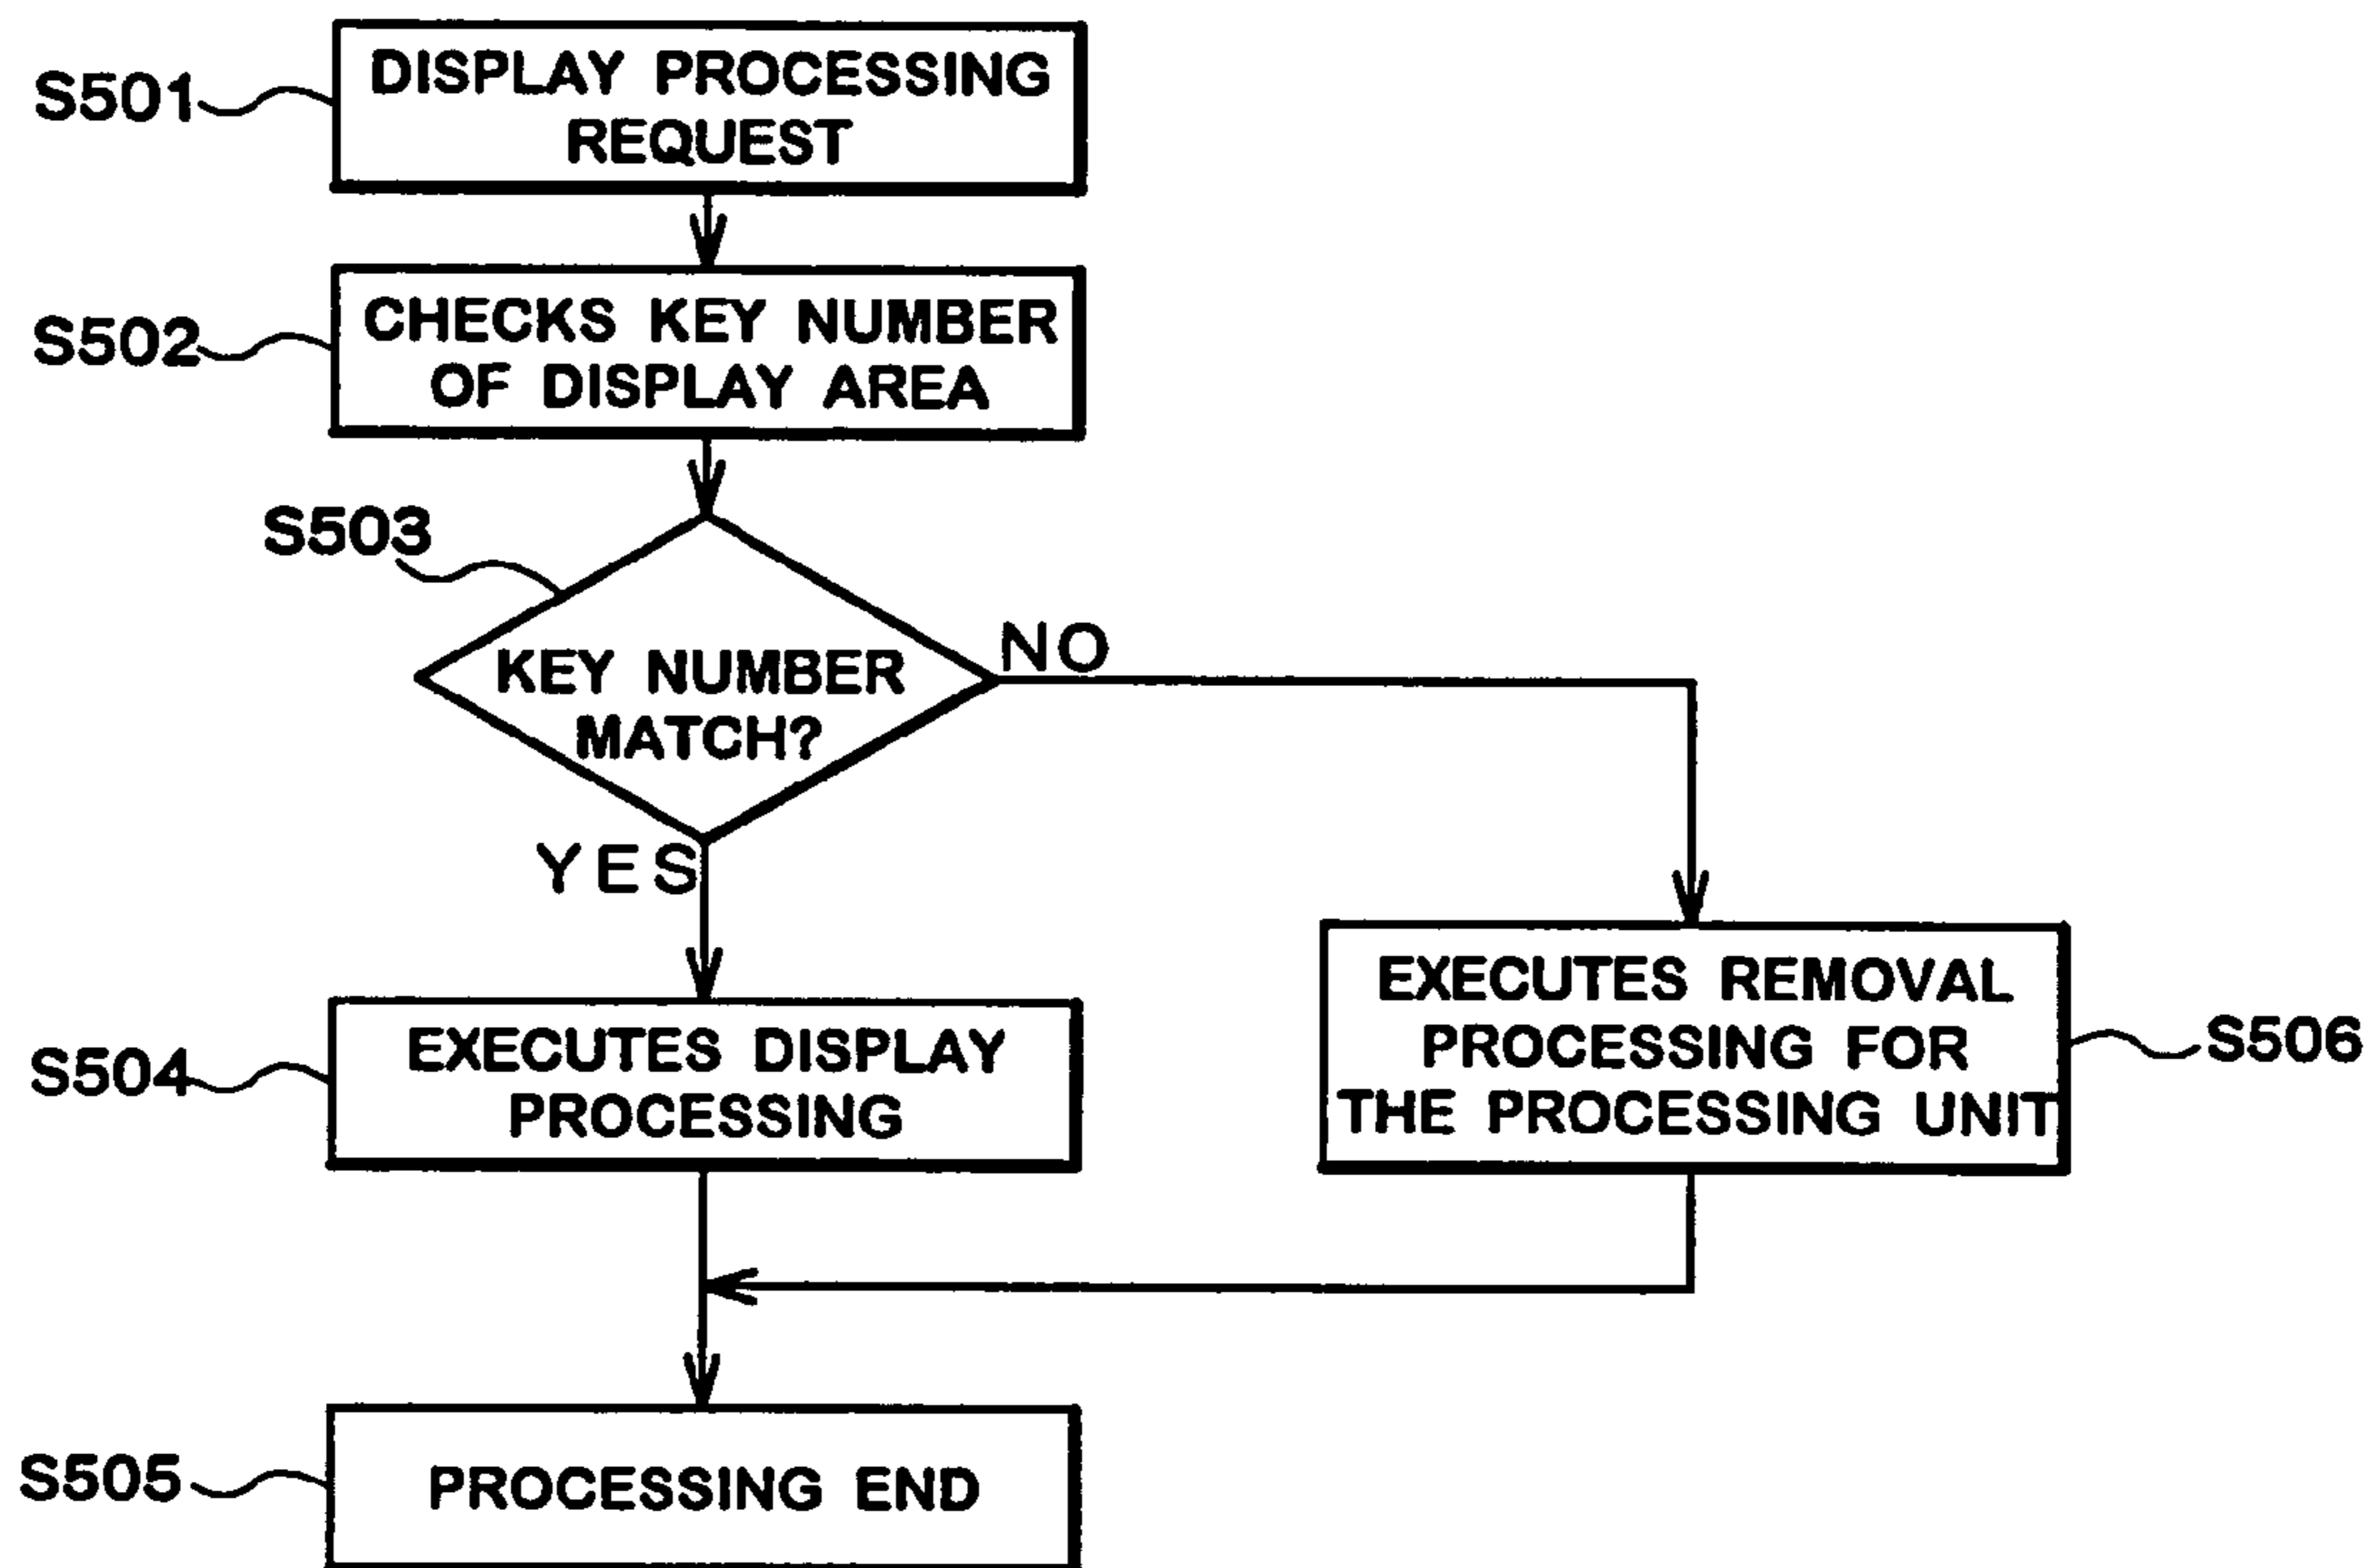 S501
DISPLAY PROCESSING
REQUEST
S502
CHECKS KEY NUMBER
OF DISPLAY AREA
S503
KEY NUMBER
MATCH?
NO
YES
S504
EXECUTES DISPLAY
PROCESSING
EXECUTES REMOVAL
PROCESSING FOR
THE PROCESSING UNIT
S506
S505
PROCESSING END